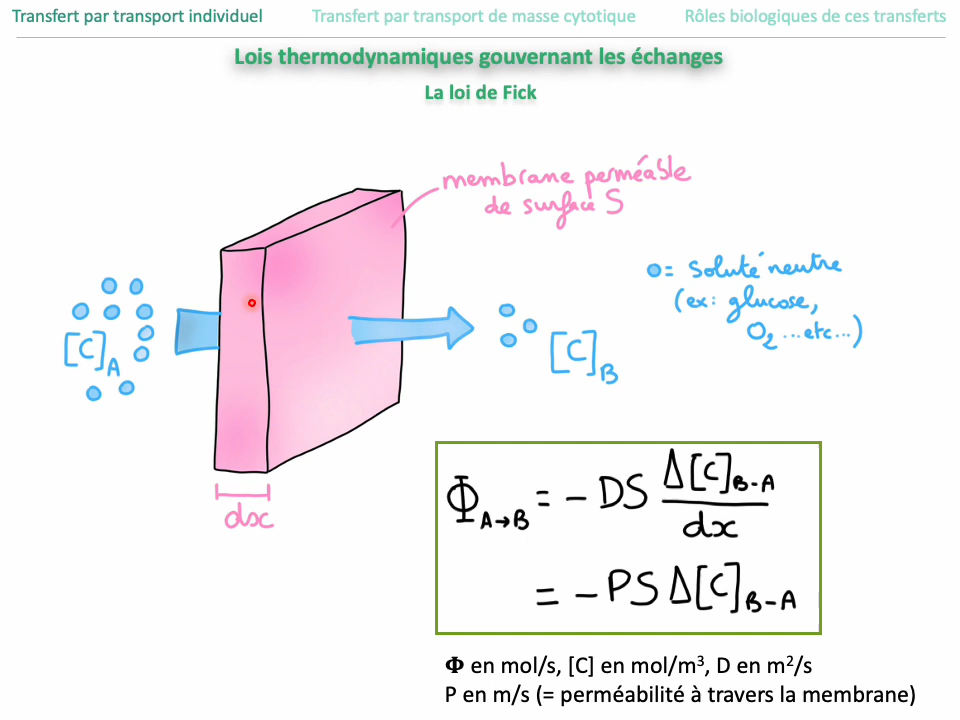 Transfert par transport individuel Transfert par transport de masse cytotique Rôles biologiques de ces transferts
Lois thermodynamiques gouvernant les échanges
La loi de Fick
membrane perméable
de surface S
= soluté neutre
(ex: glucose,
O₂ ...etc...)
[C]A
[C]B
dx
Φ A→B = - DS Δ[C]B-A / dx
= - PS Δ[C]B-A
Φ en mol/s, [C] en mol/m³, D en m²/s
P en m/s (= perméabilité à travers la membrane)